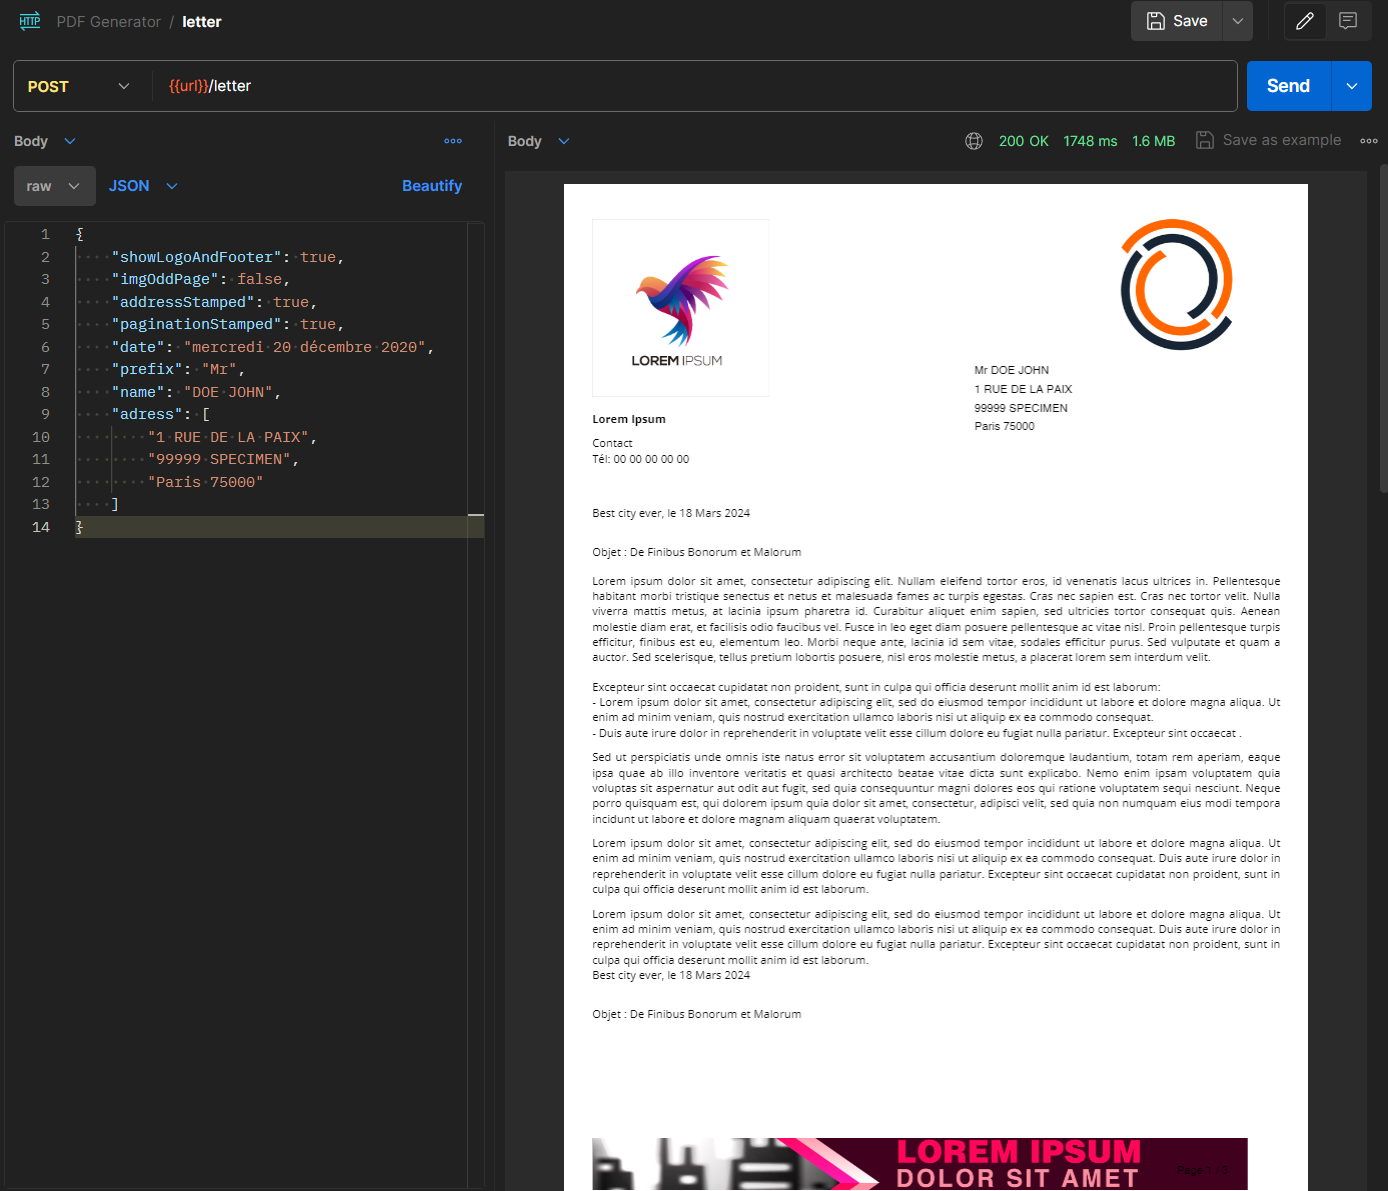 HTTP PDF Generator / letter
Save
POST
{{url}}/letter
Send
Body
raw
JSON
Beautify
1 {
2 "showLogoAndFooter": true,
3 "imgOddPage": false,
4 "addressStamped": true,
5 "paginationStamped": true,
6 "date": "mercredi 20 décembre 2020",
7 "prefix": "Mr",
8 "name": "DOE JOHN",
9 "adress": [
10 "1 RUE DE LA PAIX",
11 "99999 SPECIMEN",
12 "Paris 75000"
13 ]
14 }
Body
200 OK 1748 ms 1.6 MB Save as example
LOREM IPSUM
Mr DOE JOHN
1 RUE DE LA PAIX
99999 SPECIMEN
Paris 75000
Lorem Ipsum
Contact
Tél: 00 00 00 00 00
Best city ever, le 18 Mars 2024
Objet : De Finibus Bonorum et Malorum
Lorem ipsum dolor sit amet, consectetur adipiscing elit. Nullam eleifend tortor eros, id venenatis lacus ultrices in. Pellentesque
habitant morbi tristique senectus et netus et malesuada fames ac turpis egestas. Cras nec sapien est. Cras nec tortor velit. Nulla
viverra mattis metus, at lacinia ipsum pharetra id. Curabitur aliquet enim sapien, sed ultricies tortor consequat quis. Aenean
molestie diam erat, et facilisis odio faucibus vel. Fusce in leo eget diam posuere pellentesque ac vitae nisl. Proin pellentesque turpis
efficitur, finibus est eu, elementum leo. Morbi neque ante, lacinia id sem vitae, sodales efficitur purus. Sed vulputate et quam a
auctor. Sed scelerisque, tellus pretium lobortis posuere, nisl eros molestie metus, a placerat lorem sem interdum velit.
Excepteur sint occaecat cupidatat non proident, sunt in culpa qui officia deserunt mollit anim id est laborum:
- Lorem ipsum dolor sit amet, consectetur adipiscing elit, sed do eiusmod tempor incididunt ut labore et dolore magna aliqua. Ut
enim ad minim veniam, quis nostrud exercitation ullamco laboris nisi ut aliquip ex ea commodo consequat.
- Duis aute irure dolor in reprehenderit in voluptate velit esse cillum dolore eu fugiat nulla pariatur. Excepteur sint occaecat .
Sed ut perspiciatis unde omnis iste natus error sit voluptatem accusantium doloremque laudantium, totam rem aperiam, eaque
ipsa quae ab illo inventore veritatis et quasi architecto beatae vitae dicta sunt explicabo. Nemo enim ipsam voluptatem quia
voluptas sit aspernatur aut odit aut fugit, sed quia consequuntur magni dolores eos qui ratione voluptatem sequi nesciunt. Neque
porro quisquam est, qui dolorem ipsum quia dolor sit amet, consectetur, adipisci velit, sed quia non numquam eius modi tempora
incidunt ut labore et dolore magnam aliquam quaerat voluptatem.
Lorem ipsum dolor sit amet, consectetur adipiscing elit, sed do eiusmod tempor incididunt ut labore et dolore magna aliqua. Ut
enim ad minim veniam, quis nostrud exercitation ullamco laboris nisi ut aliquip ex ea commodo consequat. Duis aute irure dolor in
reprehenderit in voluptate velit esse cillum dolore eu fugiat nulla pariatur. Excepteur sint occaecat cupidatat non proident, sunt in
culpa qui officia deserunt mollit anim id est laborum.
Lorem ipsum dolor sit amet, consectetur adipiscing elit, sed do eiusmod tempor incididunt ut labore et dolore magna aliqua. Ut
enim ad minim veniam, quis nostrud exercitation ullamco laboris nisi ut aliquip ex ea commodo consequat. Duis aute irure dolor in
reprehenderit in voluptate velit esse cillum dolore eu fugiat nulla pariatur. Excepteur sint occaecat cupidatat non proident, sunt in
culpa qui officia deserunt mollit anim id est laborum.
Best city ever, le 18 Mars 2024
Objet : De Finibus Bonorum et Malorum
LOREM IPSUM
DOLOR SIT AMET
Page 1 / 3